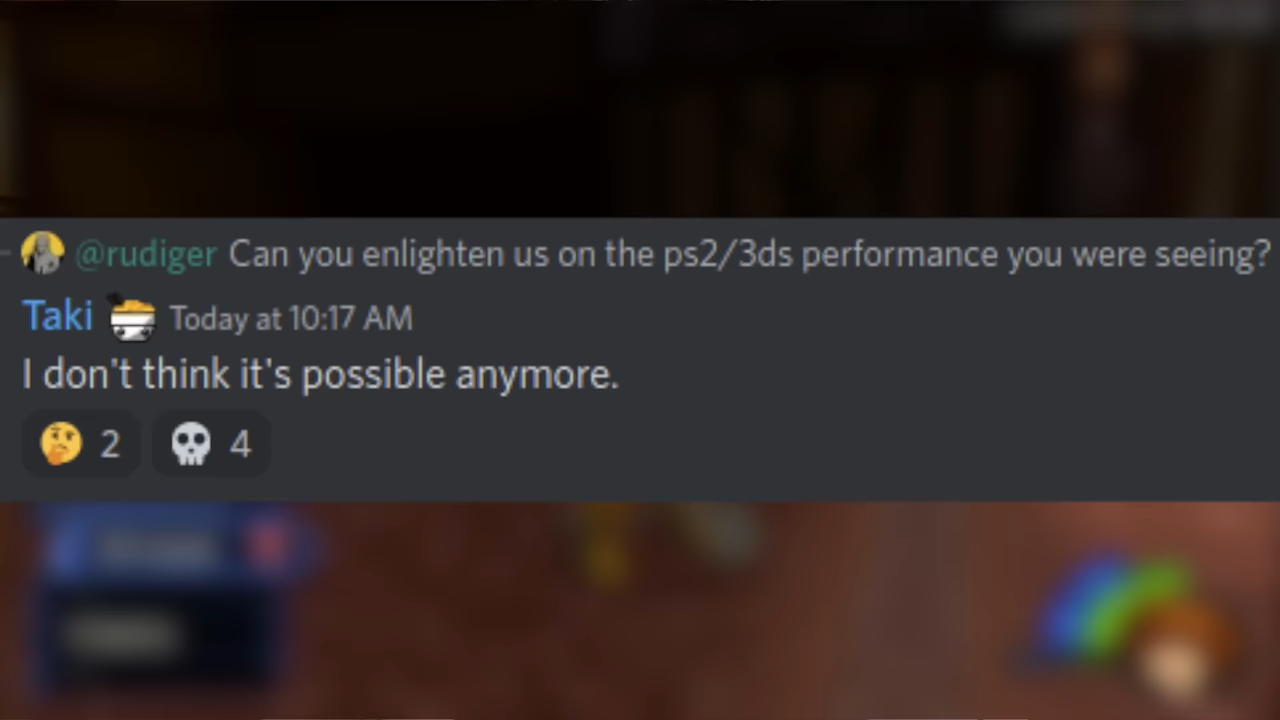 @rudiger Can you enlighten us on the ps2/3ds performance you were seeing?
Taki Today at 10:17 AM
I don't think it's possible anymore.
2 4